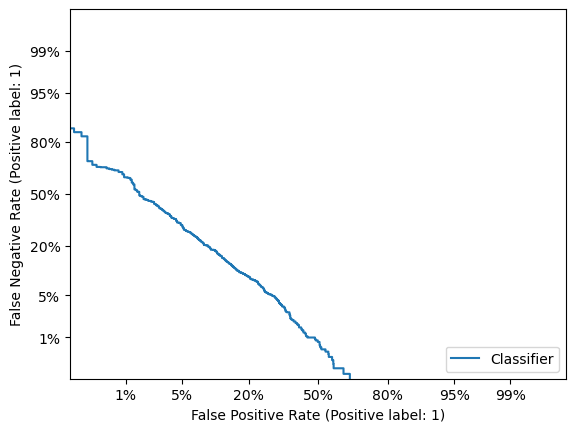 False Negative Rate (Positive label: 1)
99%
95%
80%
50%
20%
5%
1%
Classifier
1% 5% 20% 50% 80% 95% 99%
False Positive Rate (Positive label: 1)